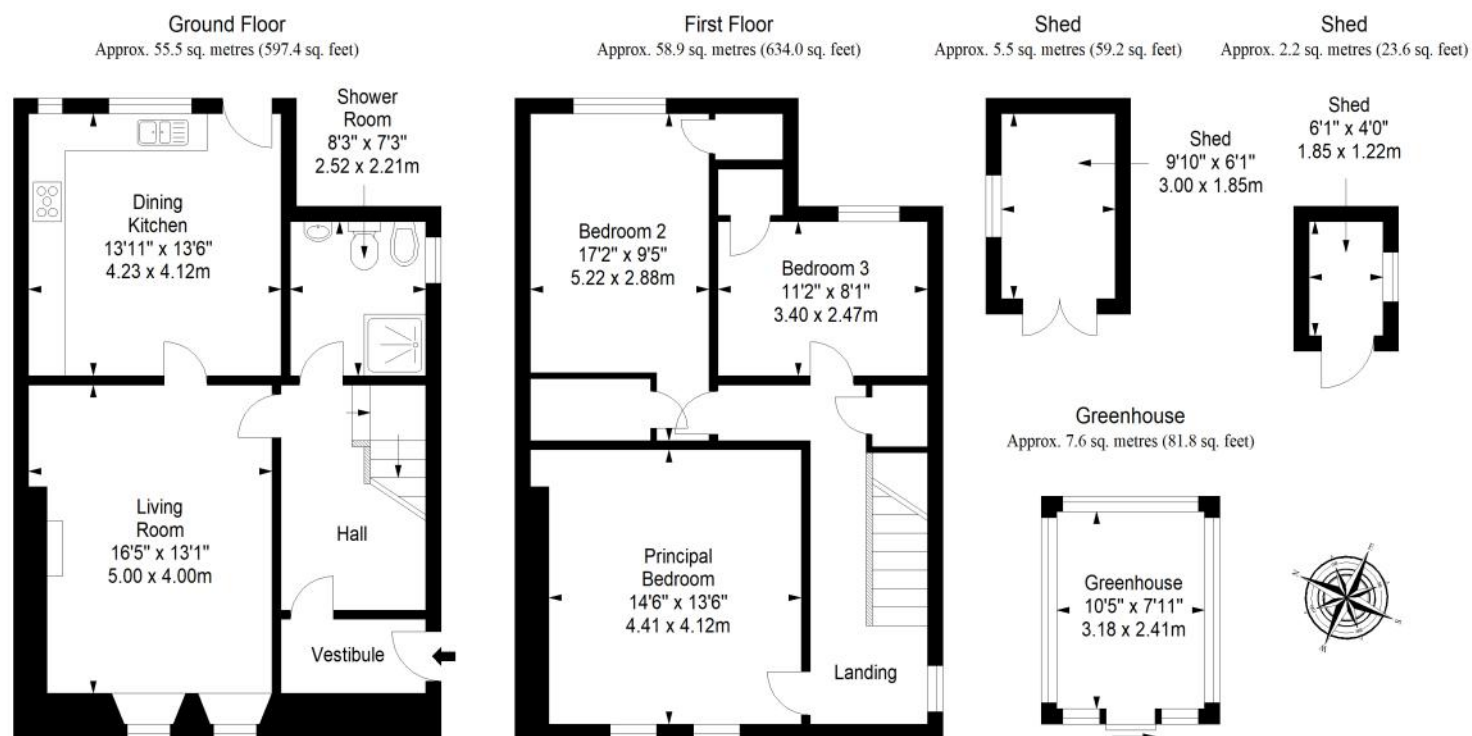 Ground Floor
Approx. 55.5 sq. metres (597.4 sq. feet)
First Floor
Approx. 58.9 sq. metres (634.0 sq. feet)
Shed
Approx. 5.5 sq. metres (59.2 sq. feet)
Shed
Approx. 2.2 sq. metres (23.6 sq. feet)
Shower
Room
8'3" x 7'3"
2.52 x 2.21m
Dining
Kitchen
13'11" x 13'6"
4.23 x 4.12m
Living
Room
16'5" x 13'1"
5.00 x 4.00m
Hall
Vestibule
Bedroom 2
17'2" x 9'5"
5.22 x 2.88m
Bedroom 3
11'2" x 8'1"
3.40 x 2.47m
Principal
Bedroom
14'6" x 13'6"
4.41 x 4.12m
Landing
Shed
9'10" x 6'1"
3.00 x 1.85m
Shed
6'1" x 4'0"
1.85 x 1.22m
Greenhouse
Approx. 7.6 sq. metres (81.8 sq. feet)
Greenhouse
10'5" x 7'11"
3.18 x 2.41m
N
E
S
W